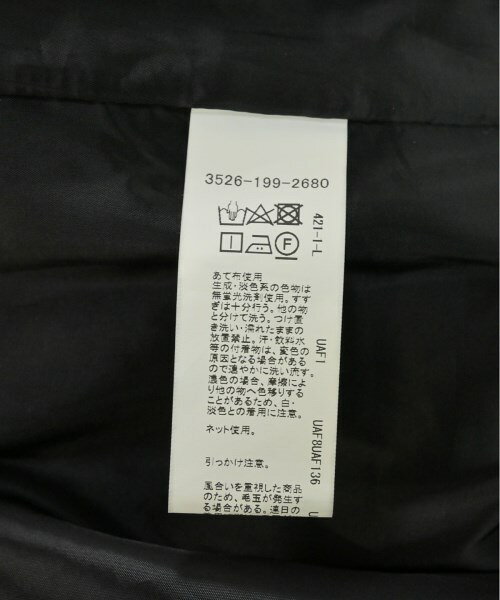 3526-199-2680
F
あて布使用
生成・淡色系の色物は
無蛍光洗剤使用。すす
ぎは十分行う。他の物
と分けて洗う。つけ置
き洗い・濡れたままの
放置禁止。汗・飲料水
等の付着物は、変色の
原因となる場合がある
ので速やかに洗い流す。
濃色の場合、摩擦によ
り他の物へ色移りする
ことがあるため、白・
淡色との着用に注意。
ネット使用。
引っかけ注意。
風合いを重視した商品
のため、毛玉が発生す
る場合がある。連日の
421-1-L
UAF1
UAF8UAF136